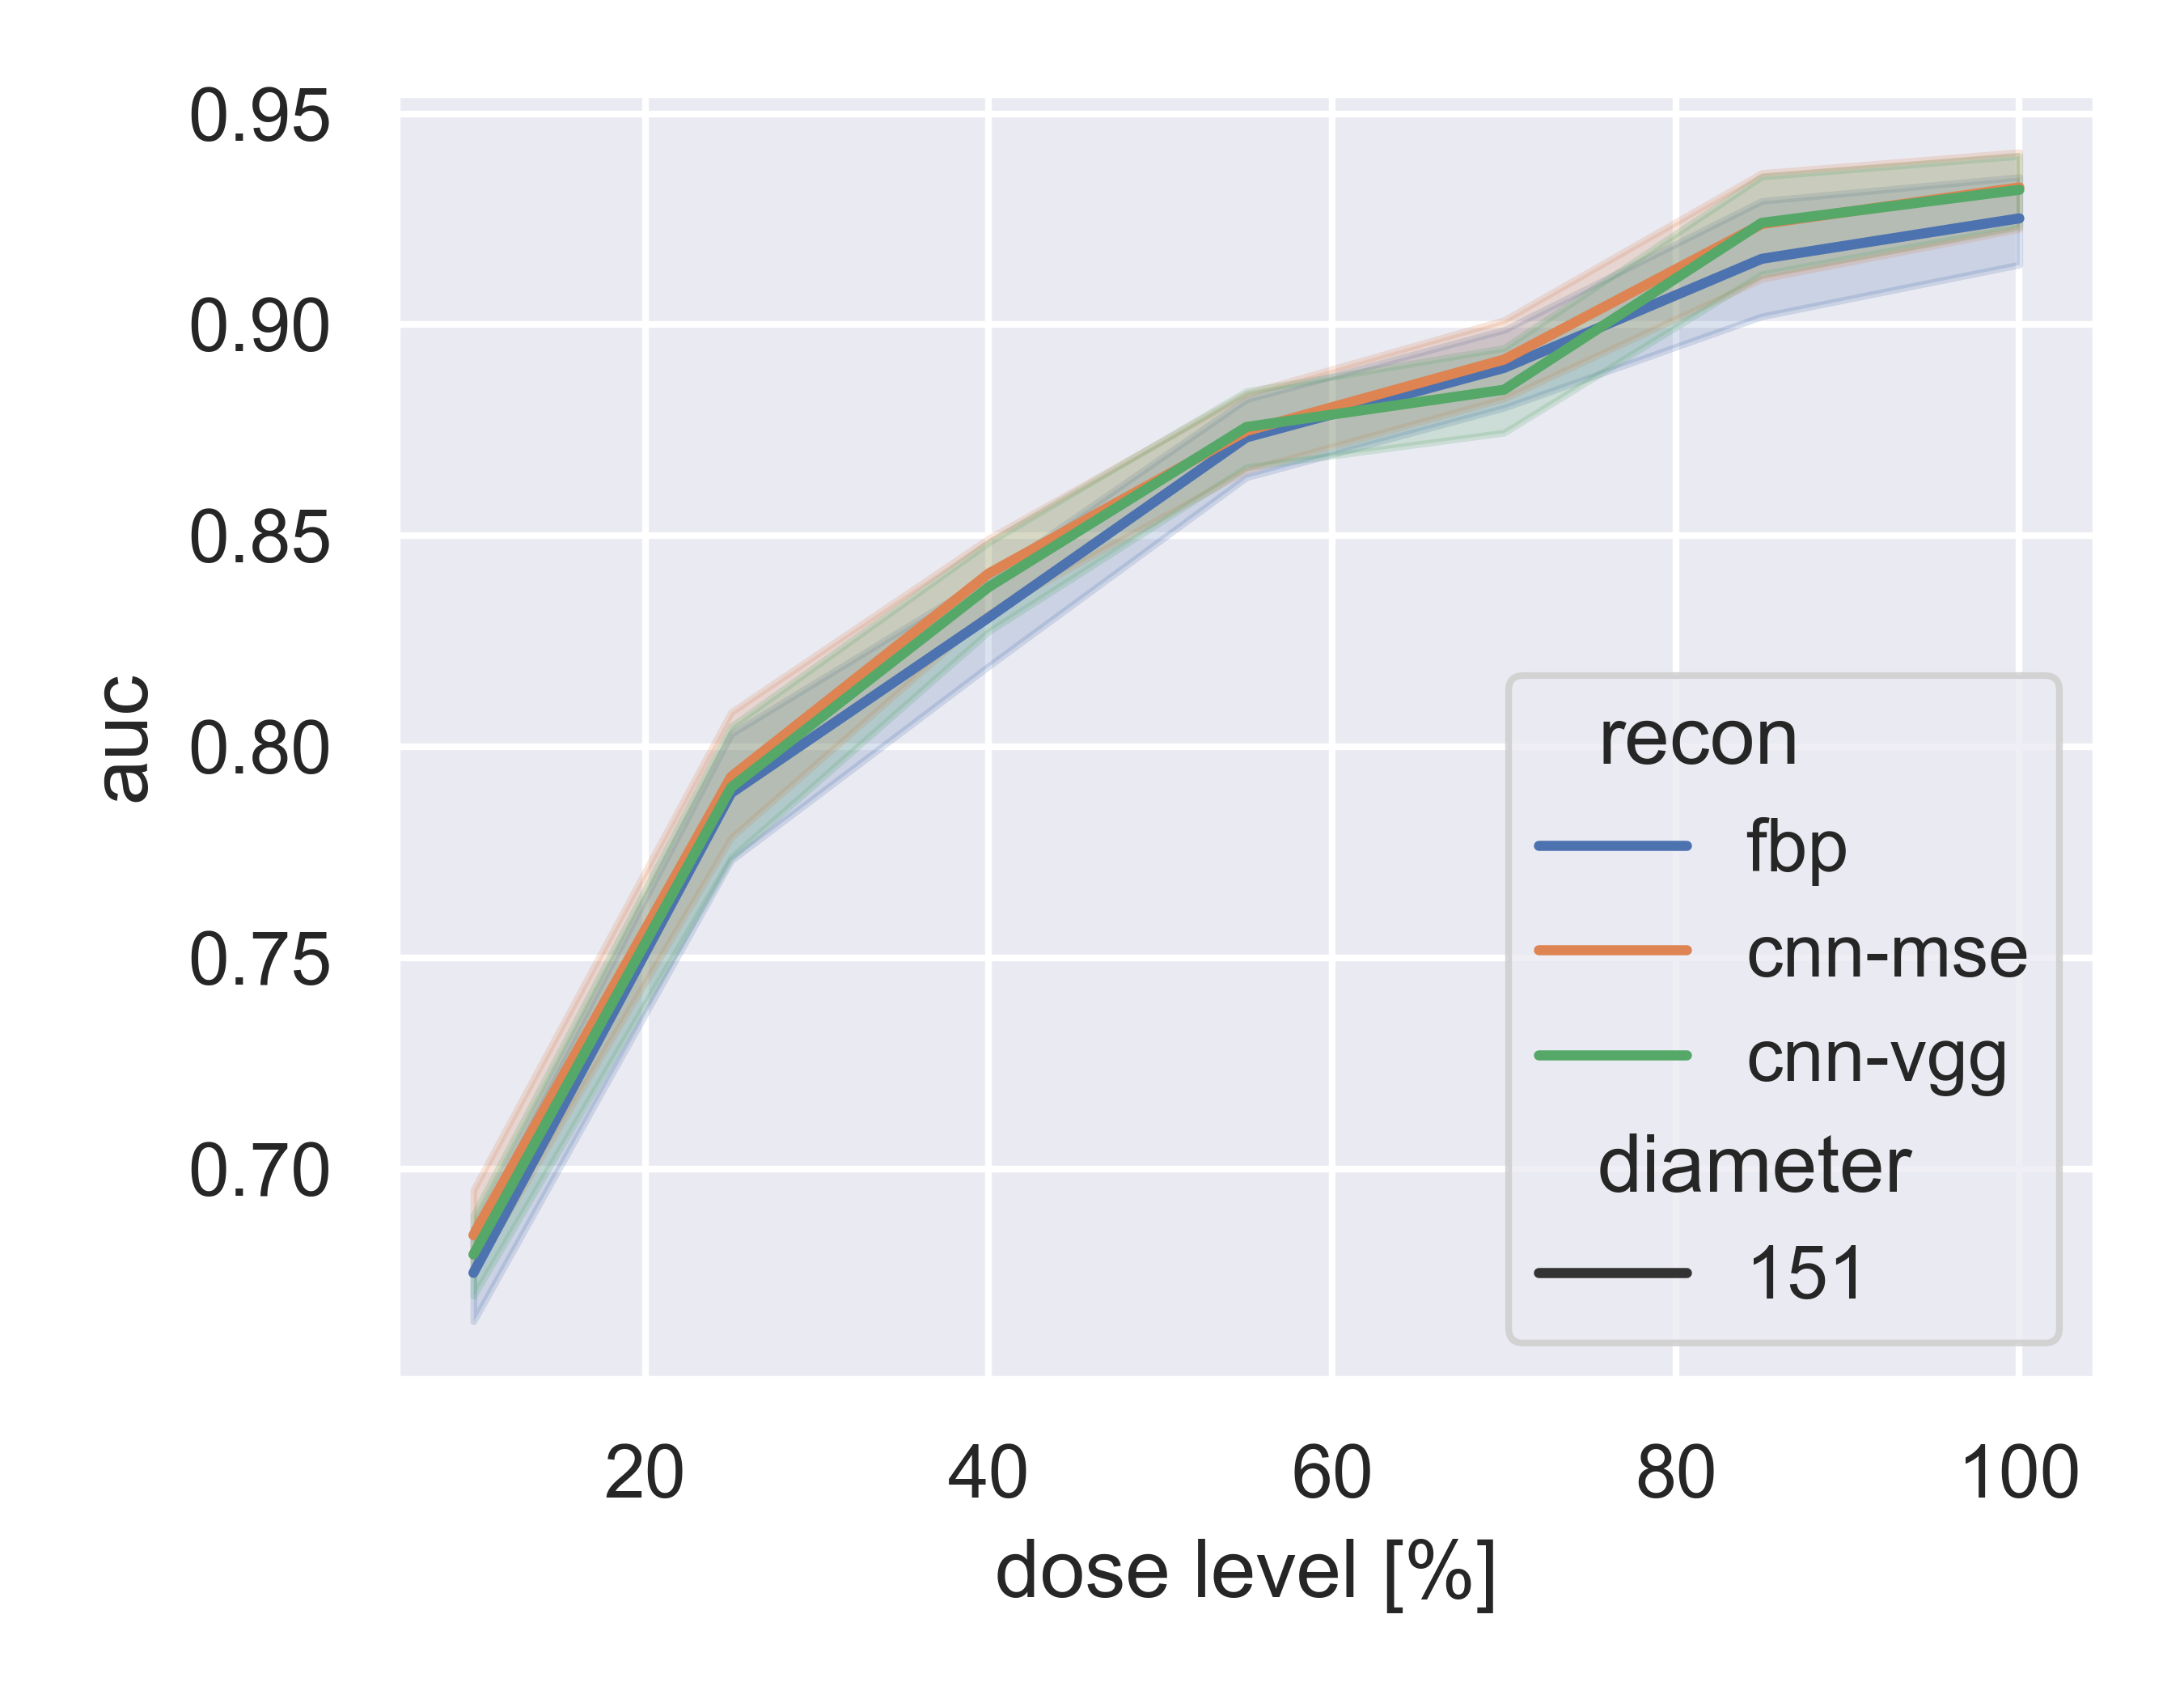 0.95
0.90
0.85
0.80
0.75
0.70
auc
20 40 60 80 100
dose level [%]
recon
fbp
cnn-mse
cnn-vgg
diameter
151